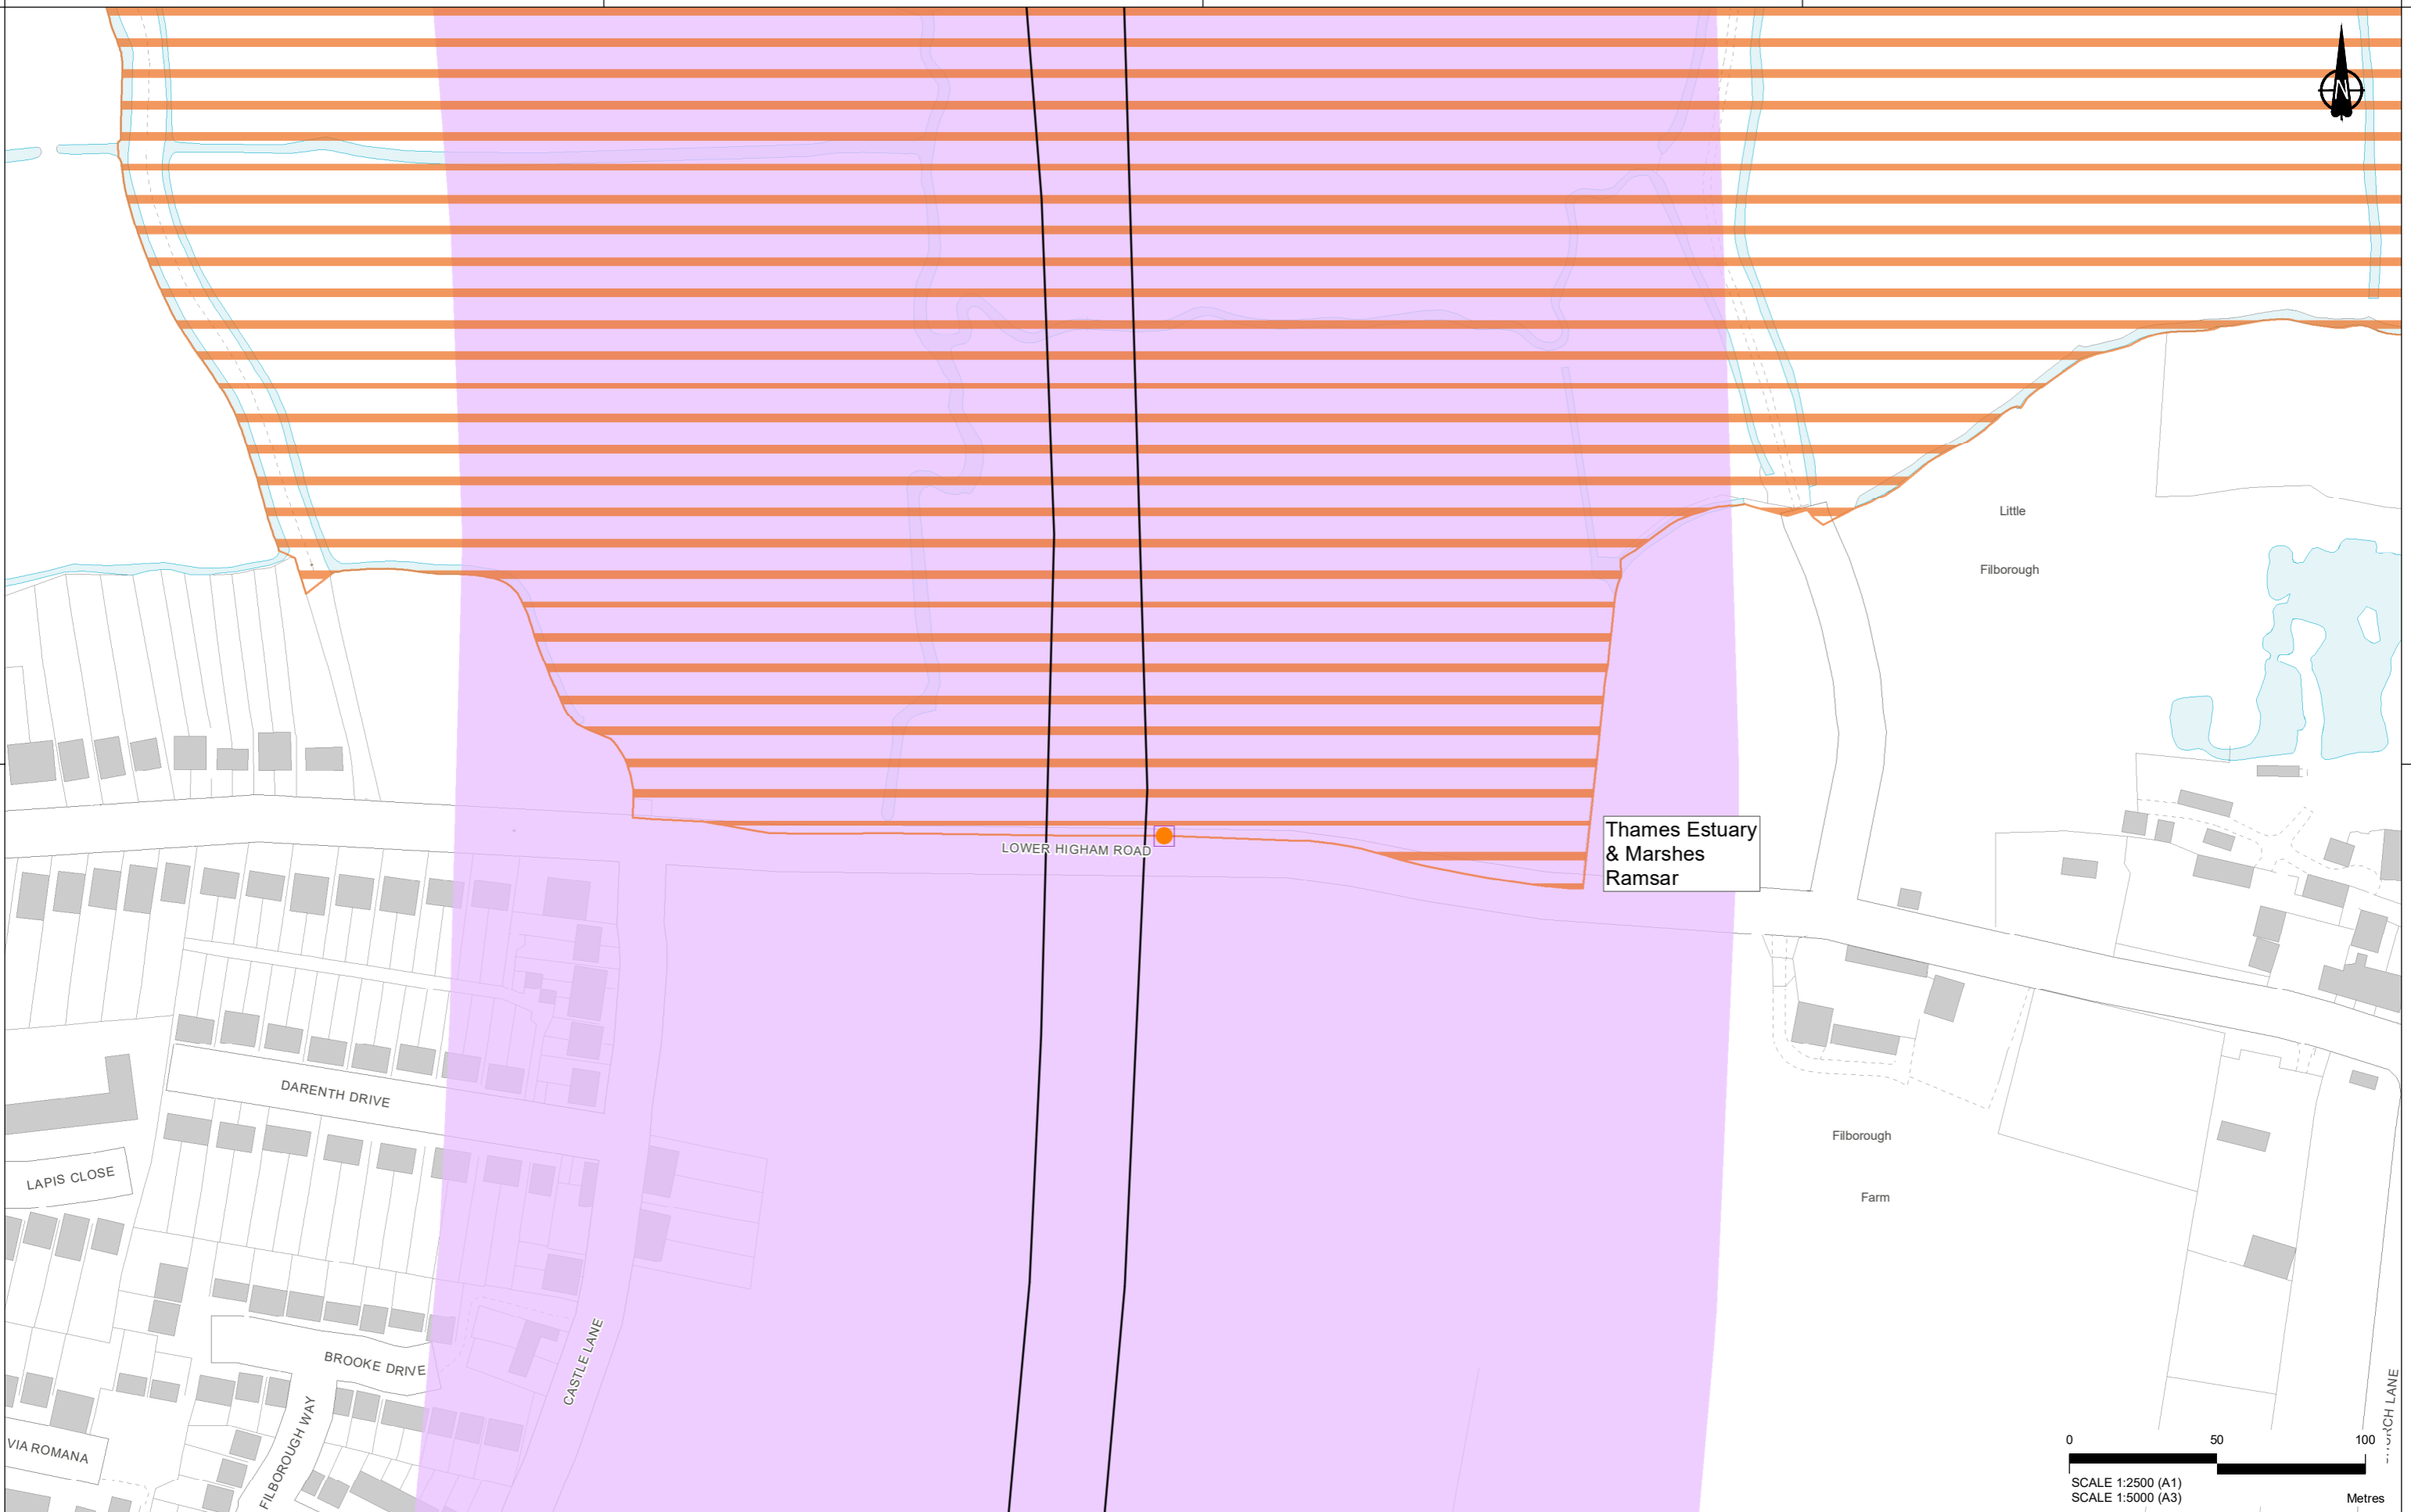 N
Little
Filborough
Thames Estuary
& Marshes
Ramsar
LOWER HIGHAM ROAD
DARENTH DRIVE
LAPIS CLOSE
Filborough
Farm
BROOKE DRIVE
CASTLE LANE
FILBOROUGH WAY
VIA ROMANA
LANE
0 50 100
SCALE 1:2500 (A1)
SCALE 1:5000 (A3)
Metres